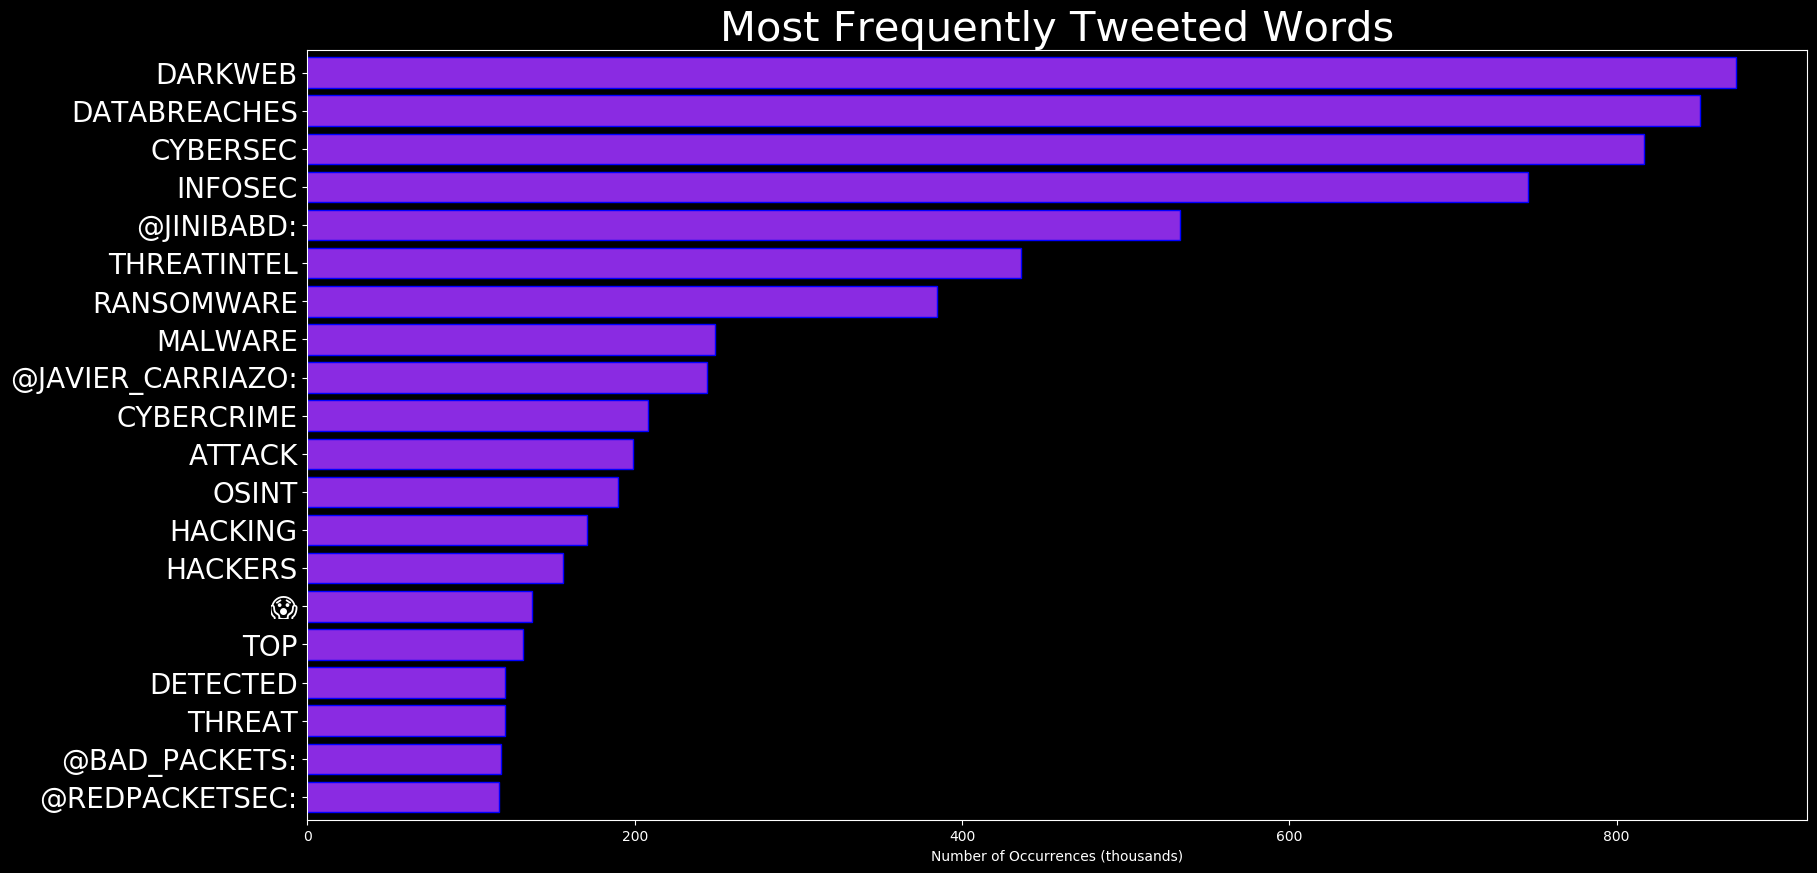 Most Frequently Tweeted Words
DARKWEB
DATABREACHES
CYBERSEC
INFOSEC
@JINIBABD:
THREATINTEL
RANSOMWARE
MALWARE
@JAVIER_CARRIAZO:
CYBERCRIME
ATTACK
OSINT
HACKING
HACKERS
😱
TOP
DETECTED
THREAT
@BAD_PACKETS:
@REDPACKETSEC:
0 200 400 600 800
Number of Occurrences (thousands)